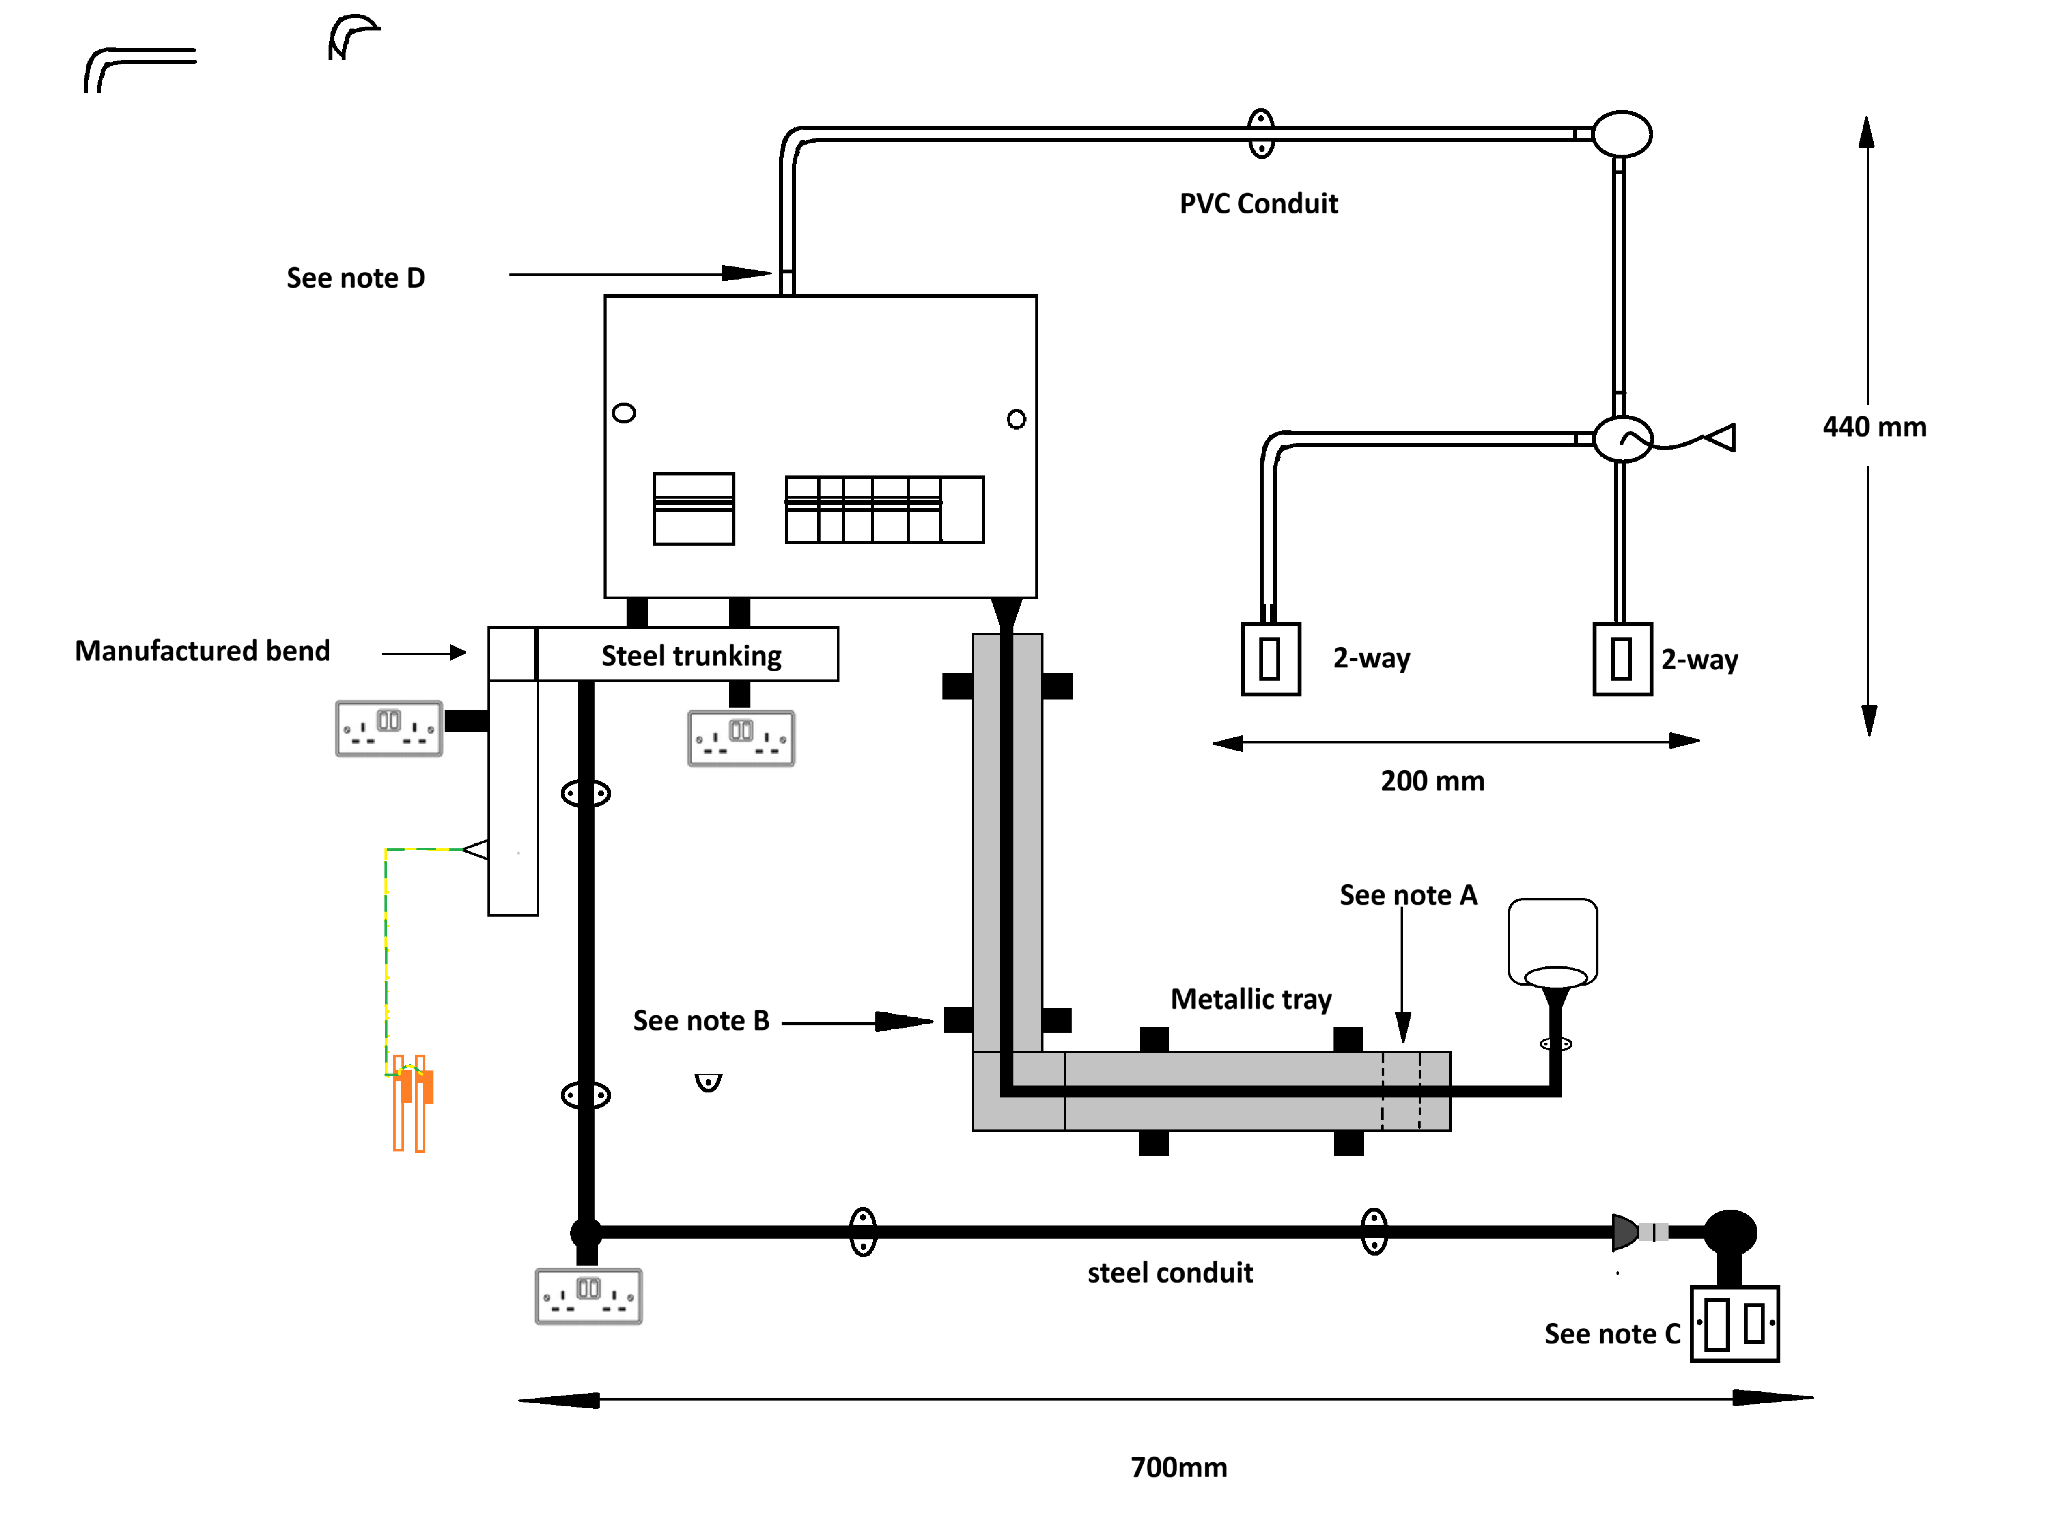 PVC Conduit
See note D
440 mm
Manufactured bend
Steel trunking
2-way
2-way
200 mm
See note A
Metallic tray
See note B
steel conduit
See note C
700mm